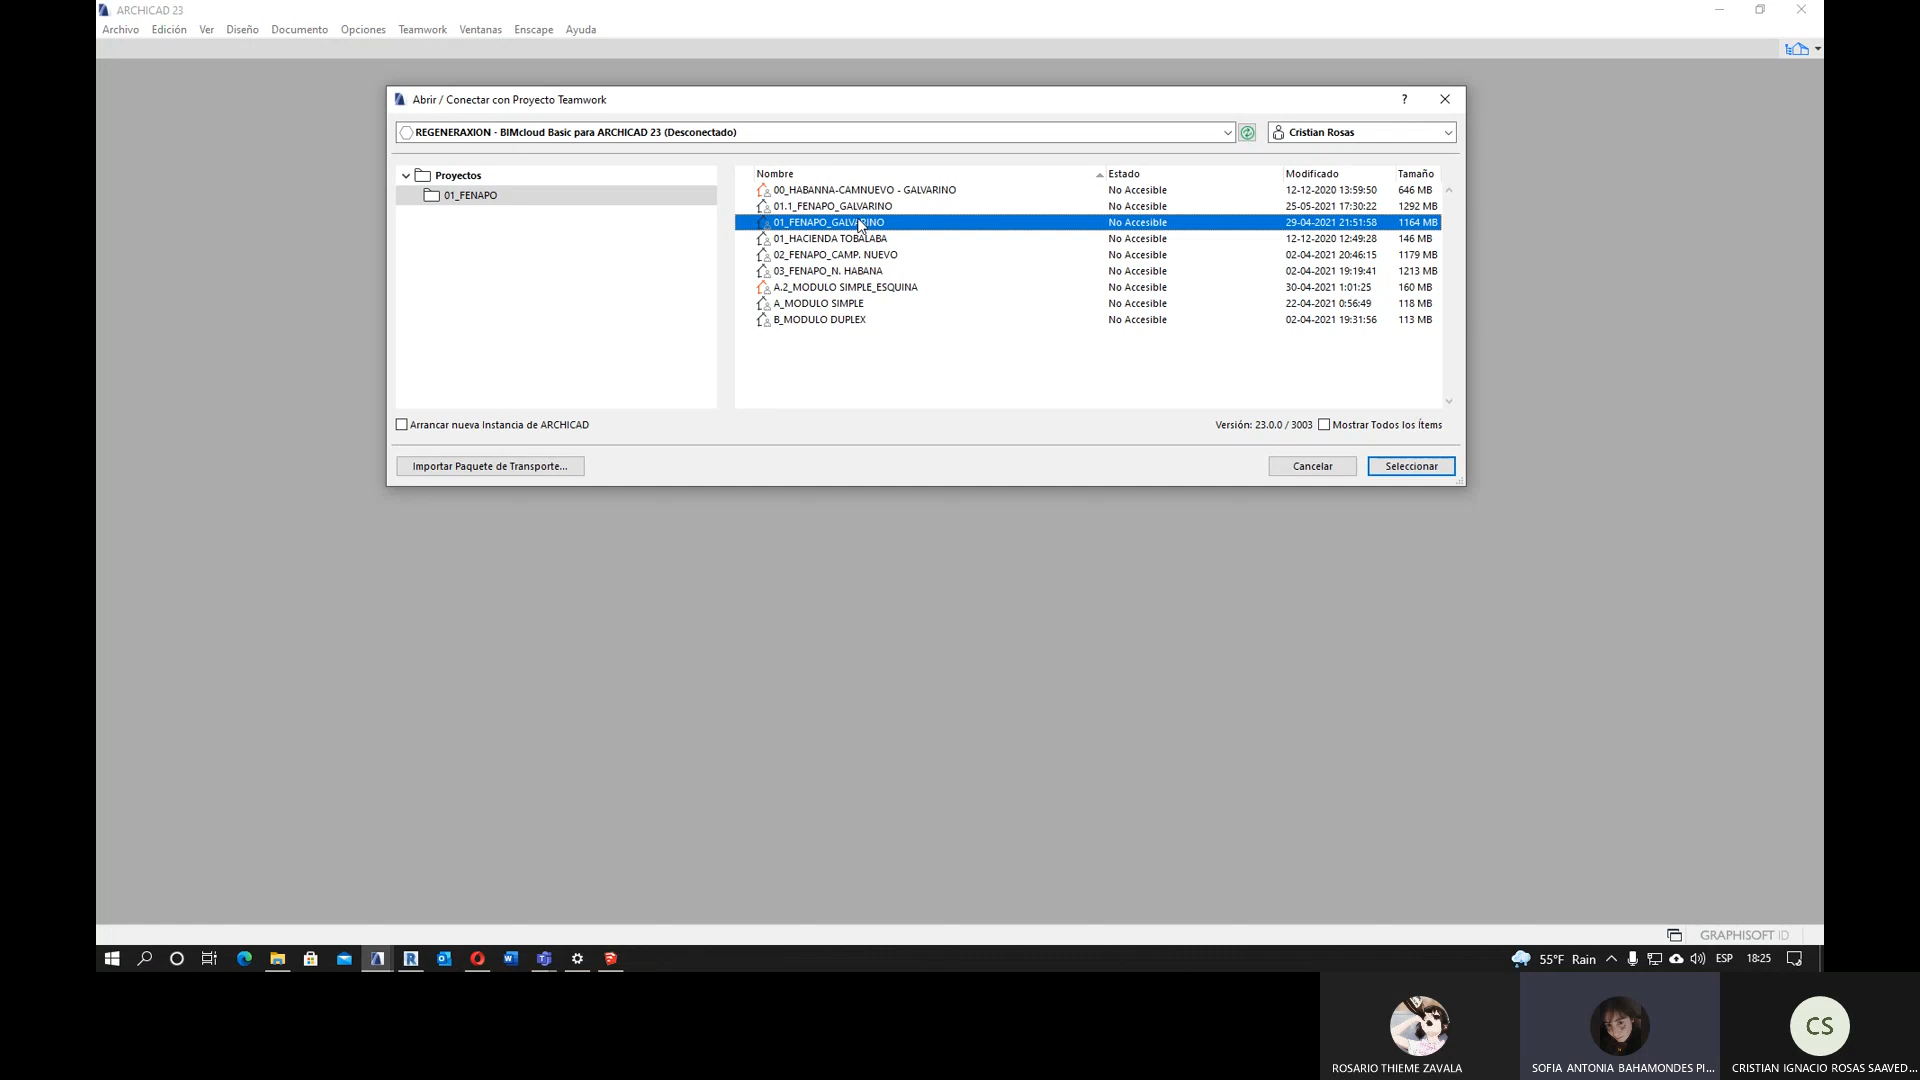 ARCHICAD 23
Archivo Edición Ver Diseño Documento Opciones Teamwork Ventanas Enscape Ayuda
Abrir / Conectar con Proyecto Teamwork ?
REGENERAXION - BIMcloud Basic para ARCHICAD 23 (Desconectado) Cristian Rosas
Proyectos
01_FENAPO
Nombre Estado Modificado Tamaño
00_HABANNA-CAMNUEVO - GALVARINO No Accesible 12-12-2020 13:59:50 646 MB
01.1_FENAPO_GALVARINO No Accesible 25-05-2021 17:30:22 1292 MB
01_FENAPO_GALVARINO No Accesible 29-04-2021 21:51:58 1164 MB
01_HACIENDA TOBALABA No Accesible 12-12-2020 12:49:28 146 MB
02_FENAPO_CAMP. NUEVO No Accesible 02-04-2021 20:46:15 1179 MB
03_FENAPO_N. HABANA No Accesible 02-04-2021 19:19:41 1213 MB
A.2_MODULO SIMPLE_ESQUINA No Accesible 30-04-2021 1:01:25 160 MB
A_MODULO SIMPLE No Accesible 22-04-2021 0:56:49 118 MB
B_MODULO DUPLEX No Accesible 02-04-2021 19:31:56 113 MB
Arrancar nueva Instancia de ARCHICAD Versión: 23.0.0 / 3003 Mostrar Todos los Ítems
Importar Paquete de Transporte... Cancelar Seleccionar
GRAPHISOFT ID
55°F Rain ESP 18:25
CS
ROSARIO THIEME ZAVALA SOFIA ANTONIA BAHAMONDES PI... CRISTIAN IGNACIO ROSAS SAAVED...